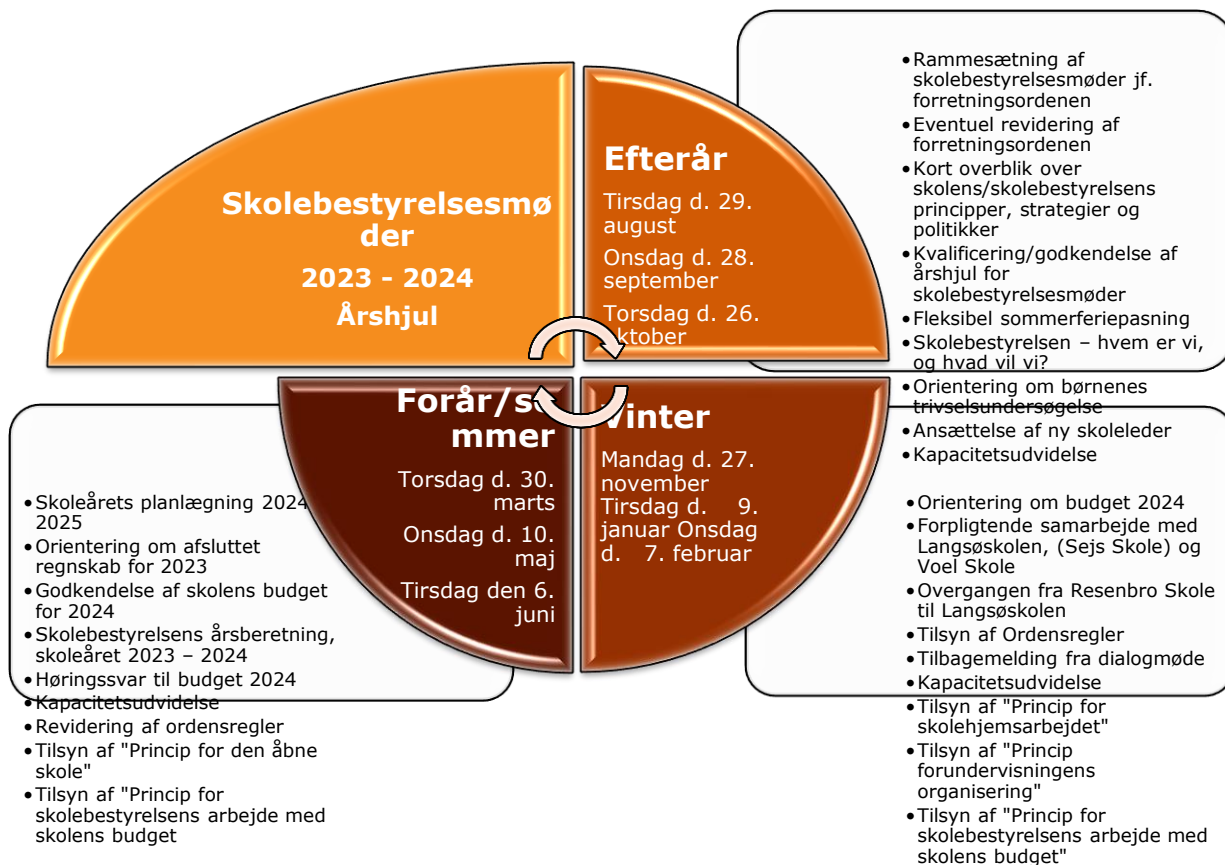 Skolebestyrelsesmø
der
2023 - 2024
Årshjul
Efterår
Tirsdag d. 29.
august
Onsdag d. 28.
september
Torsdag d. 26.
oktober
•Rammesætning af
skolebestyrelsesmøder jf.
forretningsordenen
•Eventuel revidering af
forretningsordenen
•Kort overblik over
skolens/skolebestyrelsens
principper, strategier og
politikker
•Kvalificering/godkendelse af
årshjul for
skolebestyrelsesmøder
•Fleksibel sommerferiepasning
•Skolebestyrelsen – hvem er vi,
og hvad vil vi?
•Orientering om børnenes
trivselsundersøgelse
•Ansættelse af ny skoleleder
•Kapacitetsudvidelse
Vinter
Mandag d. 27.
november
Tirsdag d. 9.
januar Onsdag
d. 7. februar
•Orientering om budget 2024
•Forpligtende samarbejde med
Langsøskolen, (Sejs Skole) og
Voel Skole
•Overgangen fra Resenbro Skole
til Langsøskolen
•Tilsyn af Ordensregler
•Tilbagemelding fra dialogmøde
•Kapacitetsudvidelse
•Tilsyn af "Princip for
skolehjemsarbejdet"
•Tilsyn af "Princip
forundervisningens
organisering"
•Tilsyn af "Princip for
skolebestyrelsens arbejde med
skolens budget"
Forår/so
mmer
Torsdag d. 30.
marts
Onsdag d. 10.
maj
Tirsdag den 6.
juni
•Skoleårets planlægning 2024
2025
•Orientering om afsluttet
regnskab for 2023
•Godkendelse af skolens budget
for 2024
•Skolebestyrelsens årsberetning,
skoleåret 2023 – 2024
•Høringssvar til budget 2024
•Kapacitetsudvidelse
•Revidering af ordensregler
•Tilsyn af "Princip for den åbne
skole"
•Tilsyn af "Princip for
skolebestyrelsens arbejde med
skolens budget